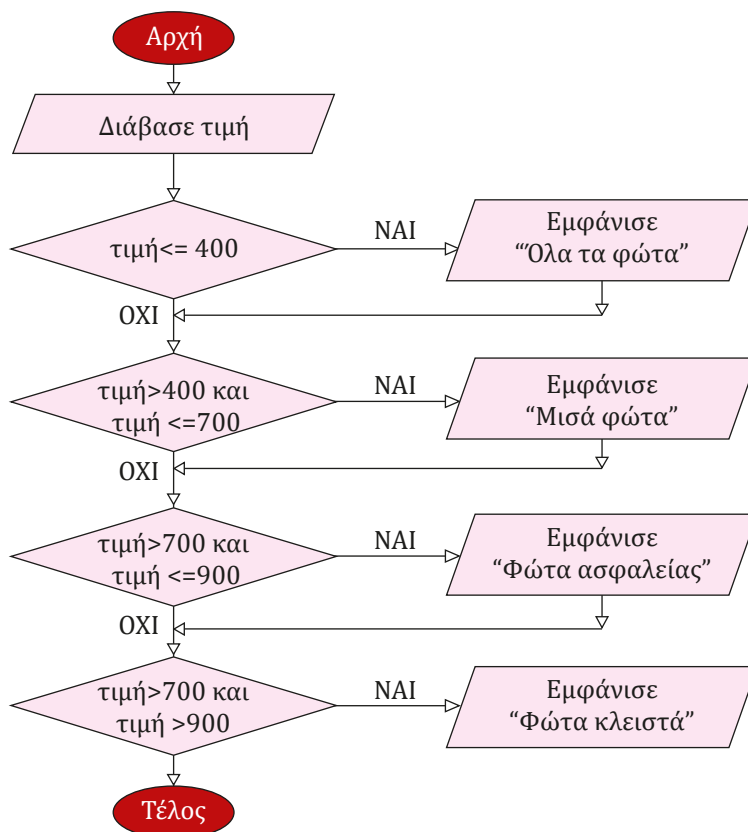 Αρχή
Διάβασε τιμή
τιμή<= 400
ΝΑΙ
Εμφάνισε
“Όλα τα φώτα”
ΟΧΙ
τιμή>400 και
τιμή <=700
ΝΑΙ
Εμφάνισε
“Μισά φώτα”
ΟΧΙ
τιμή>700 και
τιμή <=900
ΝΑΙ
Εμφάνισε
“Φώτα ασφαλείας”
ΟΧΙ
τιμή>700 και
τιμή >900
ΝΑΙ
Εμφάνισε
“Φώτα κλειστά”
Τέλος